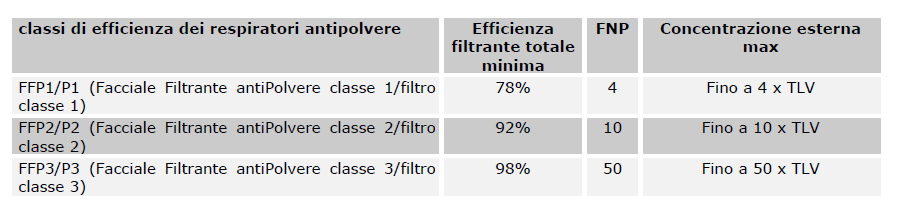 classi di efficienza dei respiratori antipolvere
Efficienza
filtrante totale
minima
FNP
Concentrazione esterna
max
FFP1/P1 (Facciale Filtrante antiPolvere classe 1/filtro
classe 1)
78%
4
Fino a 4 x TLV
FFP2/P2 (Facciale Filtrante antiPolvere classe 2/filtro
classe 2)
92%
10
Fino a 10 x TLV
FFP3/P3 (Facciale Filtrante antiPolvere classe 3/filtro
classe 3)
98%
50
Fino a 50 x TLV